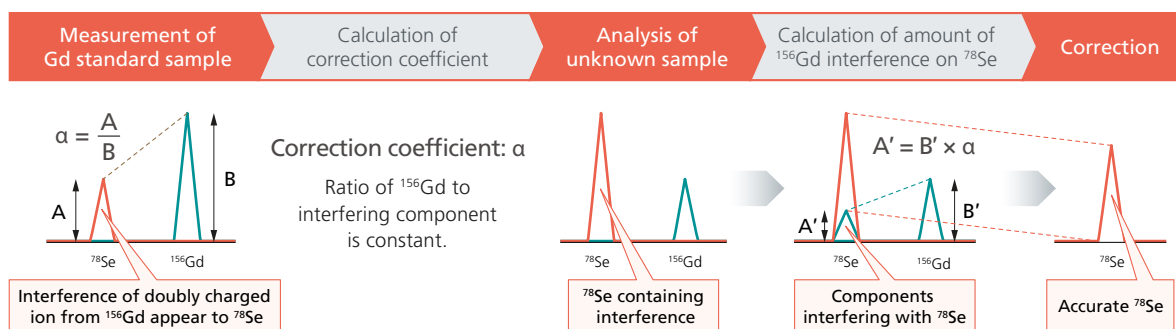 Measurement of
Gd standard sample
Calculation of
correction coefficient
Analysis of
unknown sample
Calculation of amount of
¹⁵⁶Gd interference on ⁷⁸Se
Correction
α = A
B
A
B
⁷⁸Se
¹⁵⁶Gd
Interference of doubly charged
ion from ¹⁵⁶Gd appear to ⁷⁸Se
Correction coefficient: α
Ratio of ¹⁵⁶Gd to
interfering component
is constant.
⁷⁸Se
¹⁵⁶Gd
⁷⁸Se containing
interference
A′ = B′ × α
A′
B′
⁷⁸Se
¹⁵⁶Gd
Components
interfering with ⁷⁸Se
⁷⁸Se
Accurate ⁷⁸Se